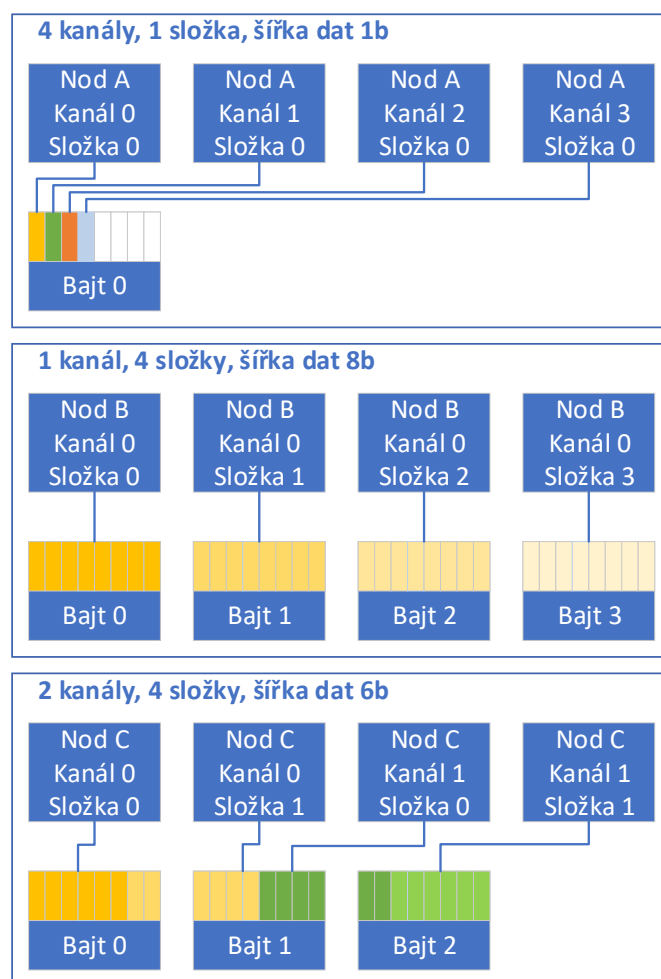 4 kanály, 1 složka, šířka dat 1b
Nod A
Kanál 0
Složka 0
Nod A
Kanál 1
Složka 0
Nod A
Kanál 2
Složka 0
Nod A
Kanál 3
Složka 0
Bajt 0
1 kanál, 4 složky, šířka dat 8b
Nod B
Kanál 0
Složka 0
Nod B
Kanál 0
Složka 1
Nod B
Kanál 0
Složka 2
Nod B
Kanál 0
Složka 3
Bajt 0
Bajt 1
Bajt 2
Bajt 3
2 kanály, 4 složky, šířka dat 6b
Nod C
Kanál 0
Složka 0
Nod C
Kanál 0
Složka 1
Nod C
Kanál 1
Složka 0
Nod C
Kanál 1
Složka 1
Bajt 0
Bajt 1
Bajt 2